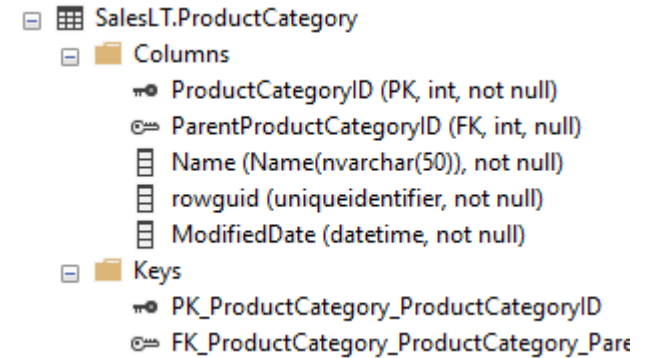 SalesLT.ProductCategory
Columns
ProductCategoryID (PK, int, not null)
ParentProductCategoryID (FK, int, null)
Name (Name(nvarchar(50)), not null)
rowguid (uniqueidentifier, not null)
ModifiedDate (datetime, not null)
Keys
PK_ProductCategory_ProductCategoryID
FK_ProductCategory_ProductCategory_Pare